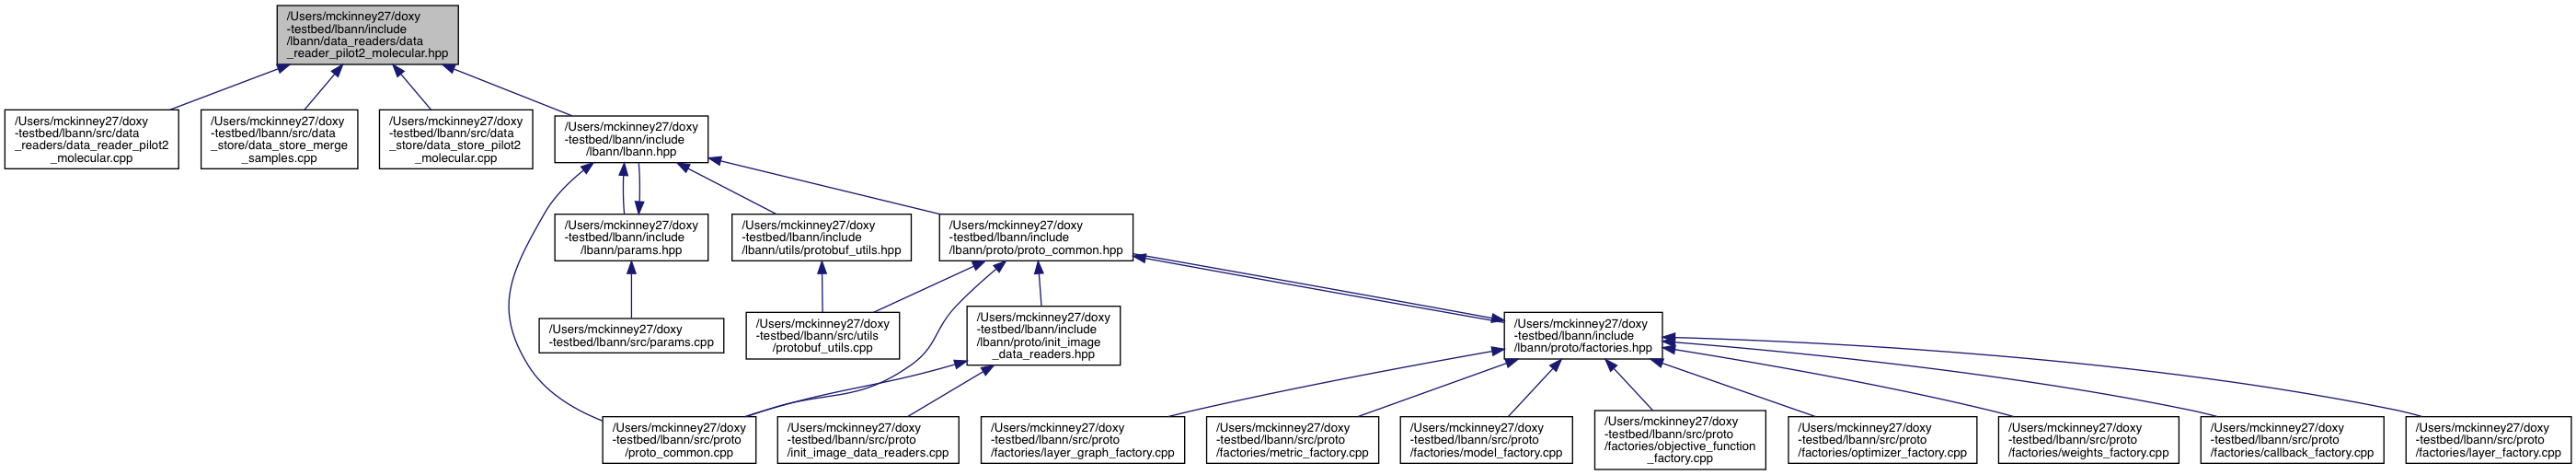 /Users/mckinney27/doxy
-testbed/lbann/include
/lbann/data_readers/data
_reader_pilot2_molecular.hpp
/Users/mckinney27/doxy
-testbed/lbann/src/data
_readers/data_reader_pilot2
_molecular.cpp
/Users/mckinney27/doxy
-testbed/lbann/src/data
_store/data_store_merge
_samples.cpp
/Users/mckinney27/doxy
-testbed/lbann/src/data
_store/data_store_pilot2
_molecular.cpp
/Users/mckinney27/doxy
-testbed/lbann/include
/lbann/lbann.hpp
/Users/mckinney27/doxy
-testbed/lbann/include
/lbann/params.hpp
/Users/mckinney27/doxy
-testbed/lbann/include
/lbann/utils/protobuf_utils.hpp
/Users/mckinney27/doxy
-testbed/lbann/include
/lbann/proto/proto_common.hpp
/Users/mckinney27/doxy
-testbed/lbann/src/params.cpp
/Users/mckinney27/doxy
-testbed/lbann/src/utils
/protobuf_utils.cpp
/Users/mckinney27/doxy
-testbed/lbann/include
/lbann/proto/init_image
_data_readers.hpp
/Users/mckinney27/doxy
-testbed/lbann/include
/lbann/proto/factories.hpp
/Users/mckinney27/doxy
-testbed/lbann/src/proto
/proto_common.cpp
/Users/mckinney27/doxy
-testbed/lbann/src/proto
/init_image_data_readers.cpp
/Users/mckinney27/doxy
-testbed/lbann/src/proto
/factories/layer_graph_factory.cpp
/Users/mckinney27/doxy
-testbed/lbann/src/proto
/factories/metric_factory.cpp
/Users/mckinney27/doxy
-testbed/lbann/src/proto
/factories/model_factory.cpp
/Users/mckinney27/doxy
-testbed/lbann/src/proto
/factories/objective_function
_factory.cpp
/Users/mckinney27/doxy
-testbed/lbann/src/proto
/factories/optimizer_factory.cpp
/Users/mckinney27/doxy
-testbed/lbann/src/proto
/factories/weights_factory.cpp
/Users/mckinney27/doxy
-testbed/lbann/src/proto
/factories/callback_factory.cpp
/Users/mckinney27/doxy
-testbed/lbann/src/proto
/factories/layer_factory.cpp